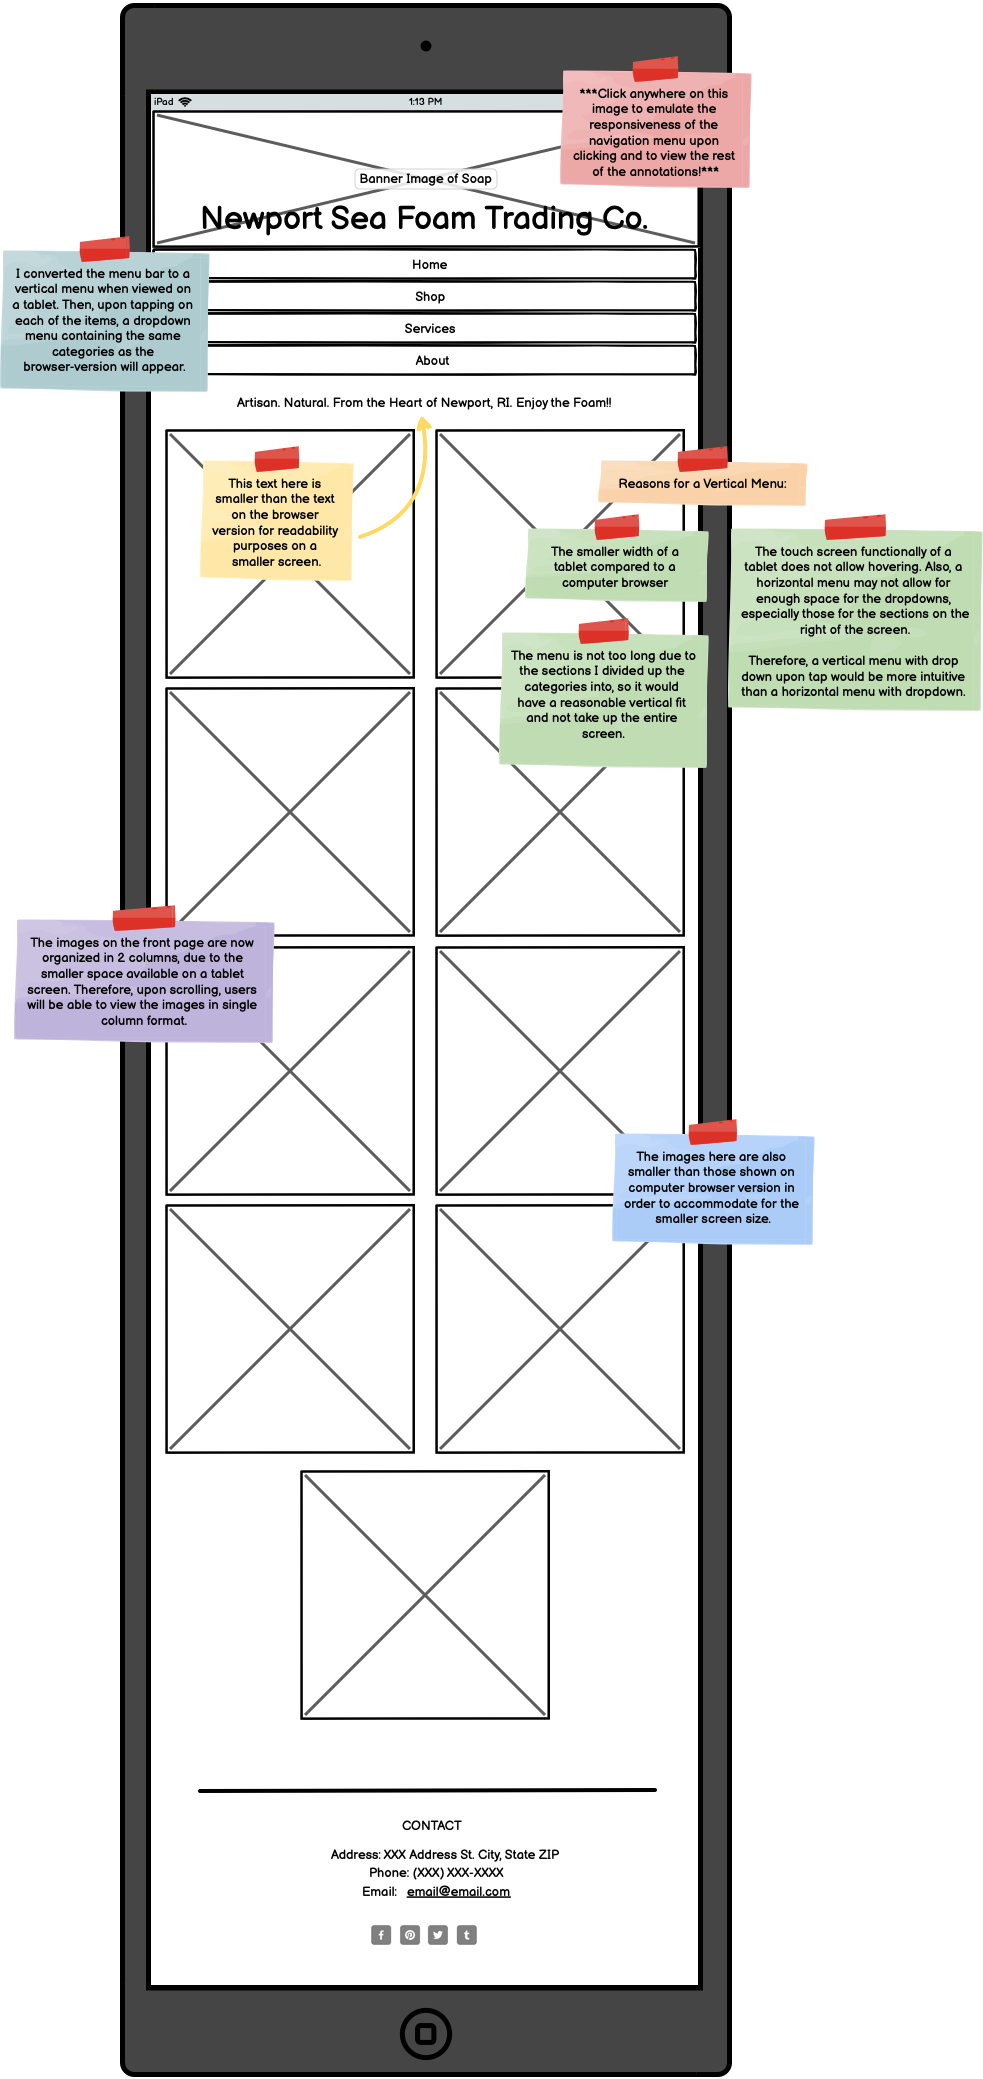 iPad
1:13 PM
***Click anywhere on this
image to emulate the
responsiveness of the
navigation menu upon
clicking and to view the rest
of the annotations!***
Banner Image of Soap
Newport Sea Foam Trading Co.
I converted the menu bar to a
vertical menu when viewed on
a tablet. Then, upon tapping on
each of the items, a dropdown
menu containing the same
categories as the
browser-version will appear.
Home
Shop
Services
About
Artisan. Natural. From the Heart of Newport, RI. Enjoy the Foam!!
This text here is
smaller than the text
on the browser
version for readability
purposes on a
smaller screen.
Reasons for a Vertical Menu:
The smaller width of a
tablet compared to a
computer browser
The touch screen functionally of a
tablet does not allow hovering. Also, a
horizontal menu may not allow for
enough space for the dropdowns,
especially those for the sections on the
right of the screen.
Therefore, a vertical menu with drop
down upon tap would be more intuitive
than a horizontal menu with dropdown.
The menu is not too long due to
the sections I divided up the
categories into, so it would
have a reasonable vertical fit
and not take up the entire
screen.
The images on the front page are now
organized in 2 columns, due to the
smaller space available on a tablet
screen. Therefore, upon scrolling, users
will be able to view the images in single
column format.
The images here are also
smaller than those shown on
computer browser version in
order to accommodate for the
smaller screen size.
CONTACT
Address: XXX Address St. City, State ZIP
Phone: (XXX) XXX-XXXX
Email: email@email.com